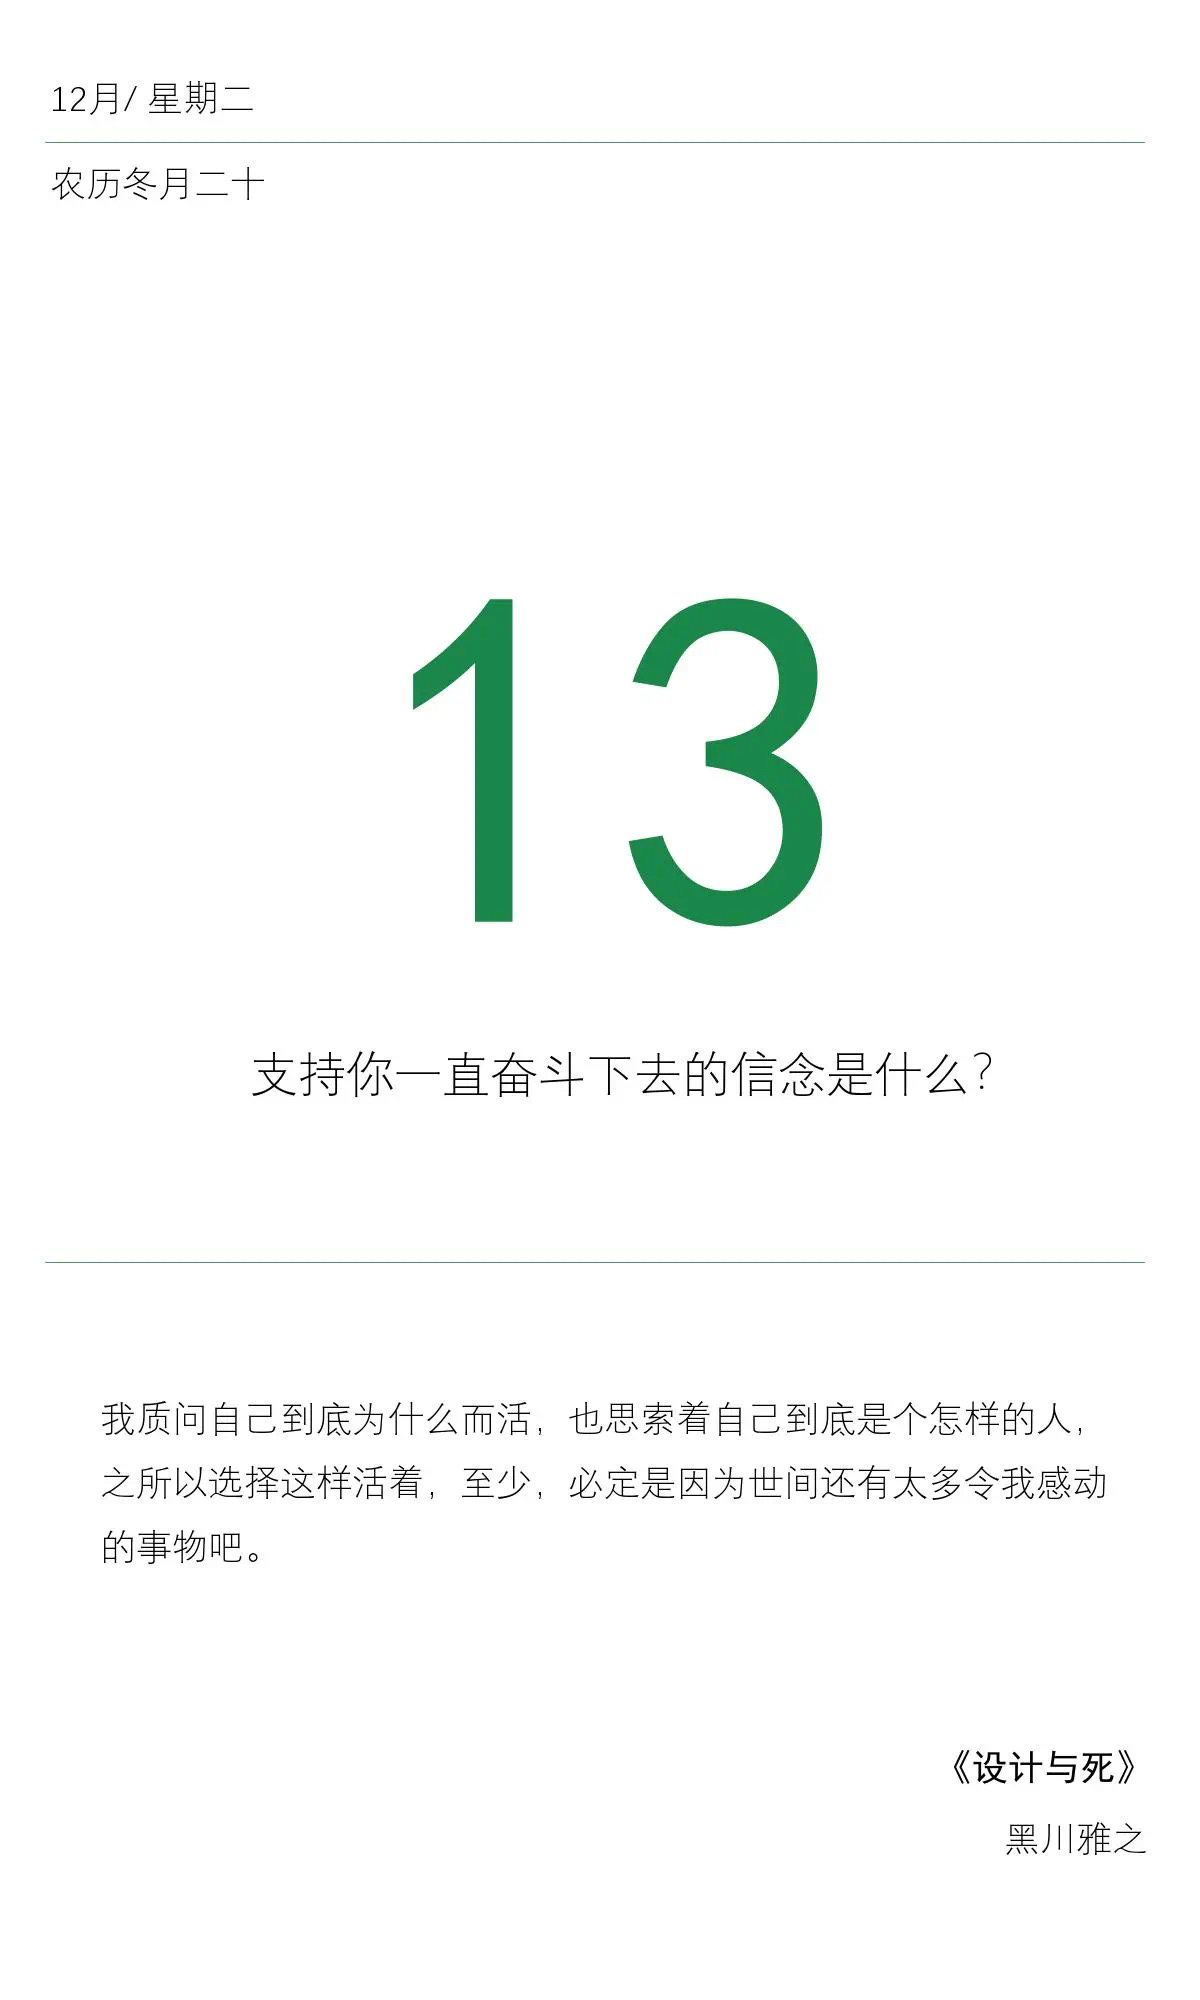 12月/ 星期二
农历冬月二十
13
支持你一直奋斗下去的信念是什么？
我质问自己到底为什么而活，也思索着自己到底是个怎样的人，
之所以选择这样活着，至少，必定是因为世间还有太多令我感动
的事物吧。
《设计与死》
黑川雅之